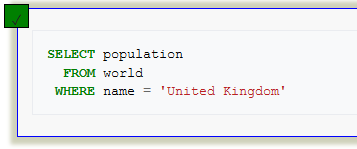 SELECT population
FROM world
WHERE name = 'United Kingdom'